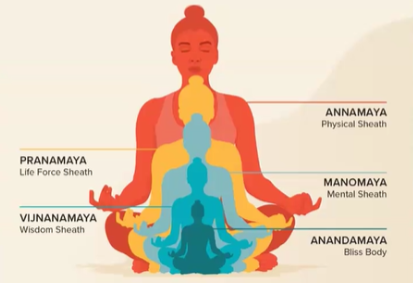 ANNAMAYA
Physical Sheath
PRANAMAYA
Life Force Sheath
MANOMAYA
Mental Sheath
VIJNANAMAYA
Wisdom Sheath
ANANDAMAYA
Bliss Body